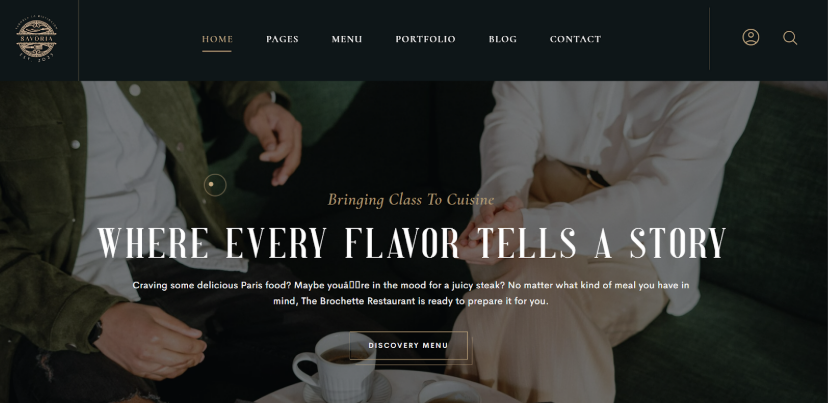 SAVORIA
EST. 2025
HOME PAGES MENU PORTFOLIO BLOG CONTACT
Bringing Class To Cuisine
WHERE EVERY FLAVOR TELLS A STORY
Craving some delicious Paris food? Maybe youâ▯▯re in the mood for a juicy steak? No matter what kind of meal you have in
mind, The Brochette Restaurant is ready to prepare it for you.
DISCOVERY MENU